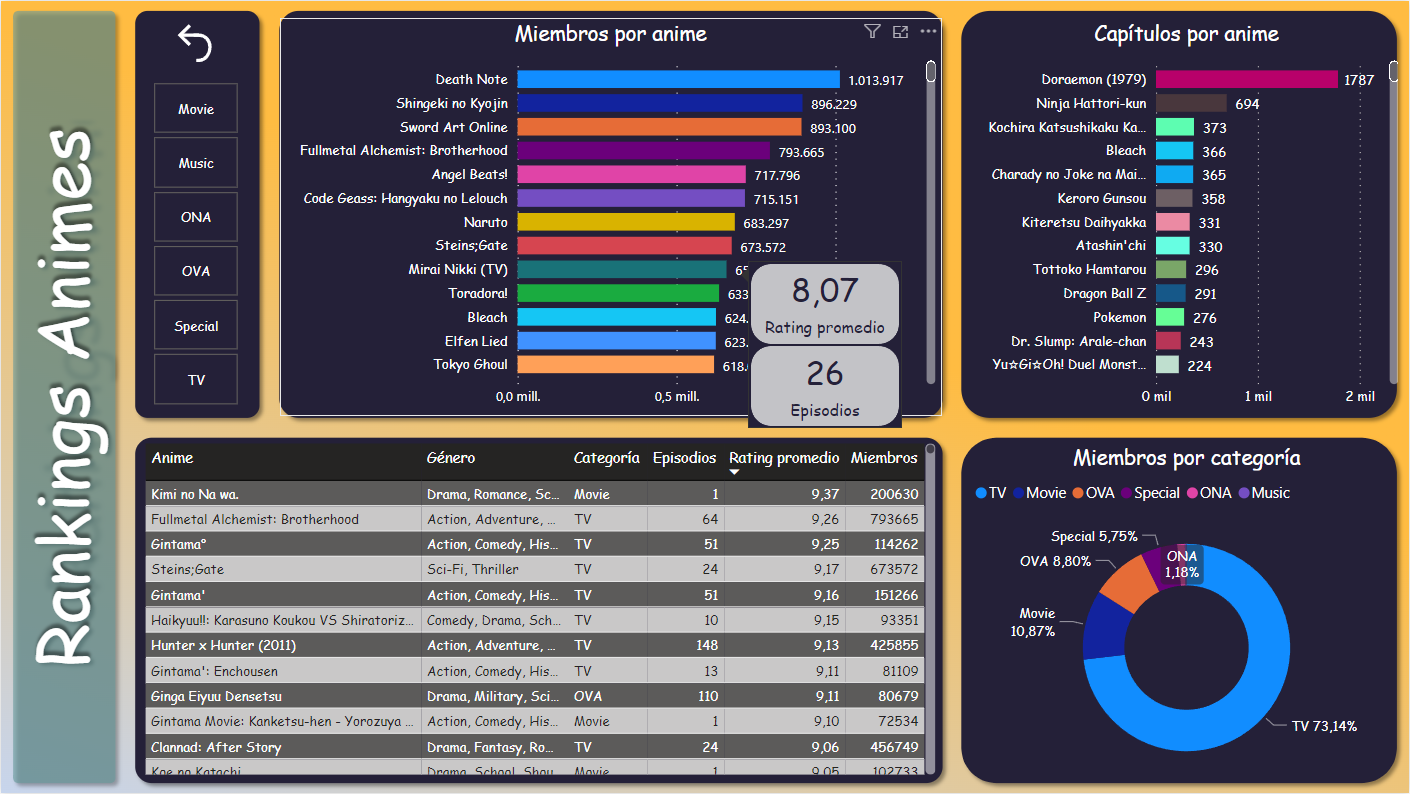 Rankings Animes
Movie
Music
ONA
OVA
Special
TV
Miembros por anime
Death Note 1.013.917
Shingeki no Kyojin 896.229
Sword Art Online 893.100
Fullmetal Alchemist: Brotherhood 793.665
Angel Beats! 717.796
Code Geass: Hangyaku no Lelouch 715.151
Naruto 683.297
Steins;Gate 673.572
Mirai Nikki (TV) 65
Toradora! 633
Bleach 624.
Elfen Lied 623.
Tokyo Ghoul 618.
0,0 mill. 0,5 mill.
8,07
Rating promedio
26
Episodios
Capítulos por anime
Doraemon (1979) 1787
Ninja Hattori-kun 694
Kochira Katsushikaku Ka... 373
Bleach 366
Charady no Joke na Mai... 365
Keroro Gunsou 358
Kiteretsu Daihyakka 331
Atashin'chi 330
Tottoko Hamtarou 296
Dragon Ball Z 291
Pokemon 276
Dr. Slump: Arale-chan 243
Yu☆Gi☆Oh! Duel Monst... 224
0 mil 1 mil 2 mil
Anime Género Categoría Episodios Rating promedio Miembros
Kimi no Na wa. Drama, Romance, Sc... Movie 1 9,37 200630
Fullmetal Alchemist: Brotherhood Action, Adventure, ... TV 64 9,26 793665
Gintama° Action, Comedy, His... TV 51 9,25 114262
Steins;Gate Sci-Fi, Thriller TV 24 9,17 673572
Gintama' Action, Comedy, His... TV 51 9,16 151266
Haikyuu!!: Karasuno Koukou VS Shiratoriz... Comedy, Drama, Sch... TV 10 9,15 93351
Hunter x Hunter (2011) Action, Adventure, ... TV 148 9,13 425855
Gintama': Enchousen Action, Comedy, His... TV 13 9,11 81109
Ginga Eiyuu Densetsu Drama, Military, Sci... OVA 110 9,11 80679
Gintama Movie: Kanketsu-hen - Yorozuya ... Action, Comedy, His... Movie 1 9,10 72534
Clannad: After Story Drama, Fantasy, Ro... TV 24 9,06 456749
Koe no Katachi Drama, School, Shou... Movie 1 9,05 102733
Miembros por categoría
TV Movie OVA Special ONA Music
Special 5,75%
ONA
1,18%
OVA 8,80%
Movie
10,87%
TV 73,14%